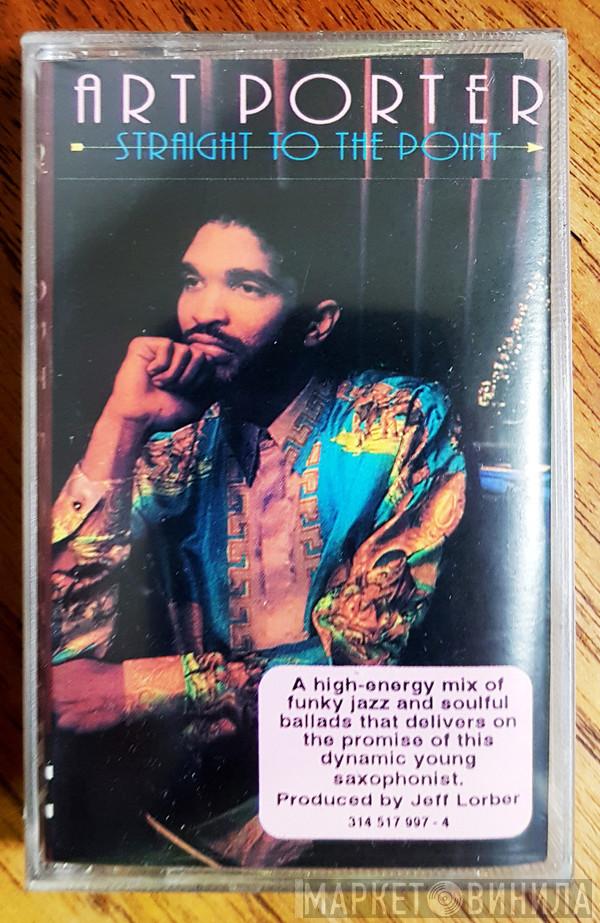 ART PORTER
STRAIGHT TO THE POINT
A high-energy mix of
funky jazz and soulful
ballads that delivers on
the promise of this
dynamic young
saxophonist.
Produced by Jeff Lorber
314 517 997 - 4
МАРКЕТ ВИНИЛА